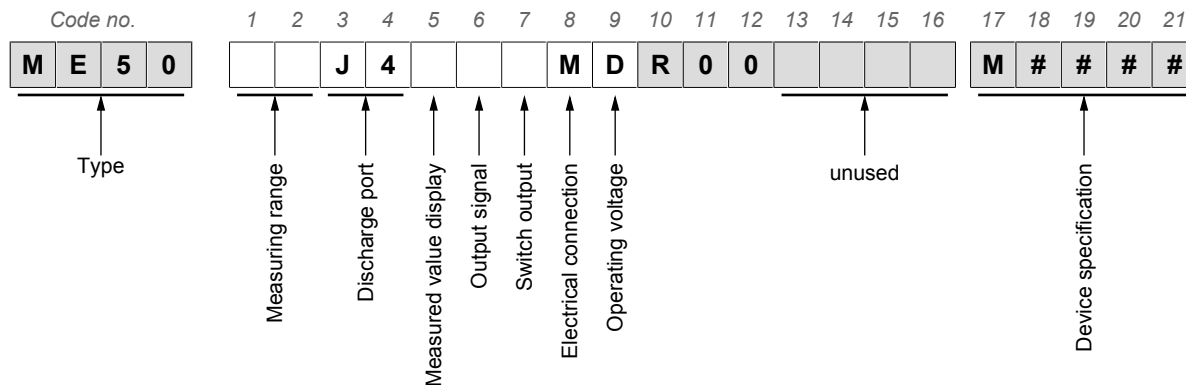 Code no. 1 2 3 4 5 6 7 8 9 10 11 12 13 14 15 16 17 18 19 20 21
M E 5 0 J 4 M D R 0 0 M # # # #
Type
Measuring range
Discharge port
Measured value display
Output signal
Switch output
Electrical connection
Operating voltage
unused
Device specification